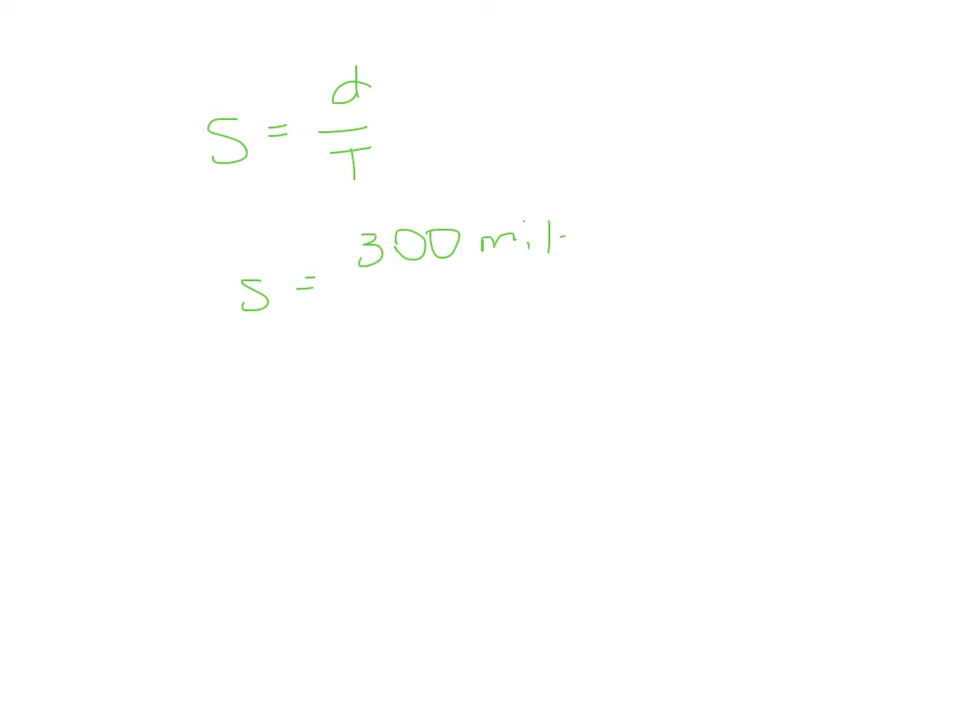 S = d/T
s = 300 mil